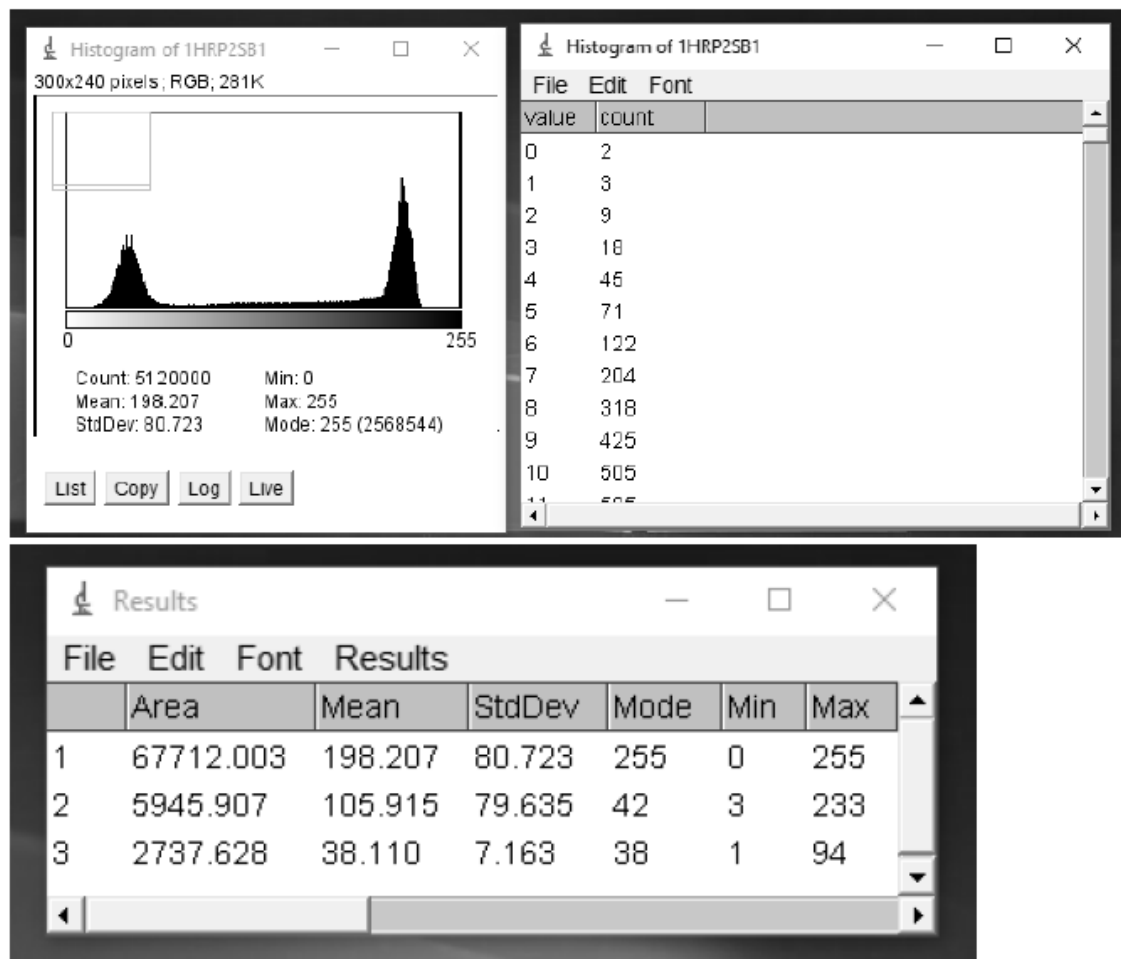 Histogram of 1HRP2SB1
300x240 pixels; RGB; 281K
0 255
Count: 5120000 Min: 0
Mean: 198.207 Max: 255
StdDev: 80.723 Mode: 255 (2568544)
List Copy Log Live
Histogram of 1HRP2SB1
File Edit Font
value count
0 2
1 3
2 9
3 18
4 45
5 71
6 122
7 204
8 318
9 425
10 505
Results
File Edit Font Results
Area Mean StdDev Mode Min Max
1 67712.003 198.207 80.723 255 0 255
2 5945.907 105.915 79.635 42 3 233
3 2737.628 38.110 7.163 38 1 94